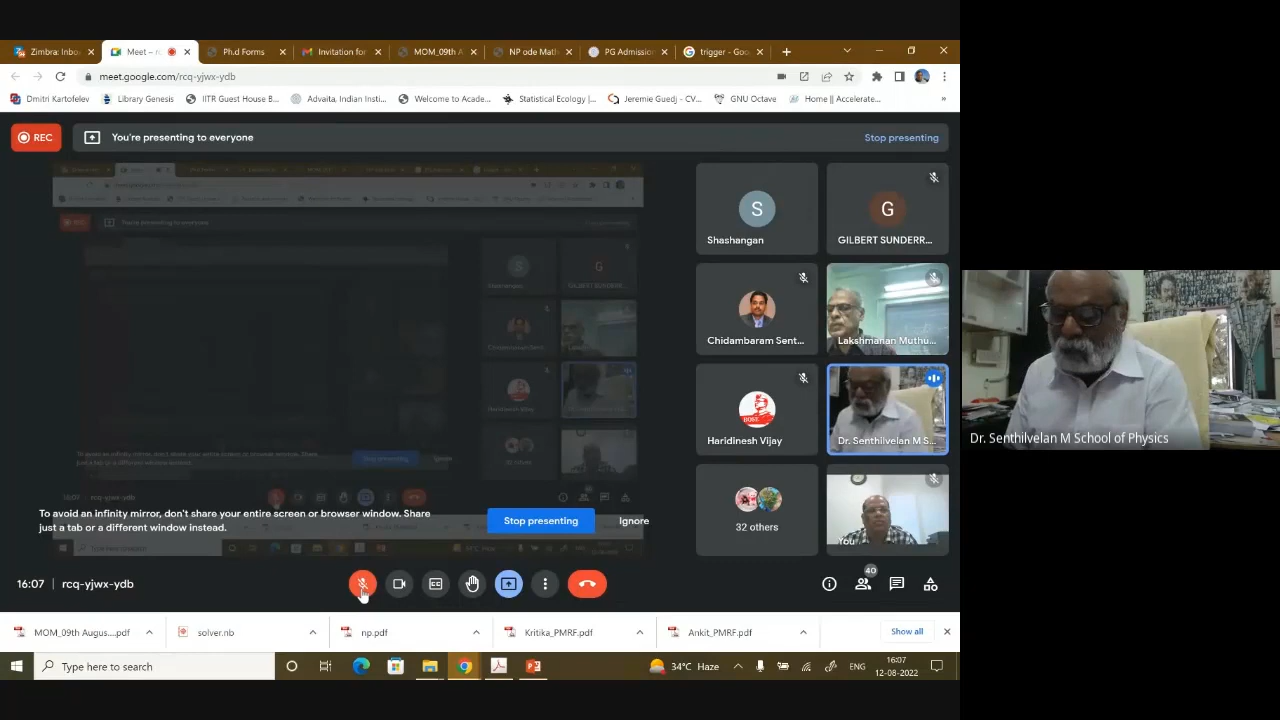 Zimbra: Inbo
Meet – rc
Ph.d Forms
Invitation for
MOM_09th A
NP ode Math
PG Admission
trigger - Goo
meet.google.com/rcq-yjwx-ydb
Dmitri Kartofelev
Library Genesis
IITR Guest House B...
Advaita, Indian Insti...
Welcome to Acade...
Statistical Ecology |...
Jeremie Guedj - CV...
GNU Octave
Home || Accelerate...
»
REC
You're presenting to everyone
Stop presenting
S
Shashangan
G
GILBERT SUNDERR...
Chidambaram Sent...
Lakshmanan Muthu...
BOSE
Haridinesh Vijay
Dr. Senthilvelan M S...
32 others
You
Dr. Senthilvelan M School of Physics
To avoid an infinity mirror, don't share your entire screen or browser window. Share
just a tab or a different window instead.
Stop presenting
Ignore
16:07
rcq-yjwx-ydb
40
MOM_09th Augus....pdf
solver.nb
np.pdf
Kritika_PMRF.pdf
Ankit_PMRF.pdf
Show all
Type here to search
34°C Haze
ENG
16:07
12-08-2022